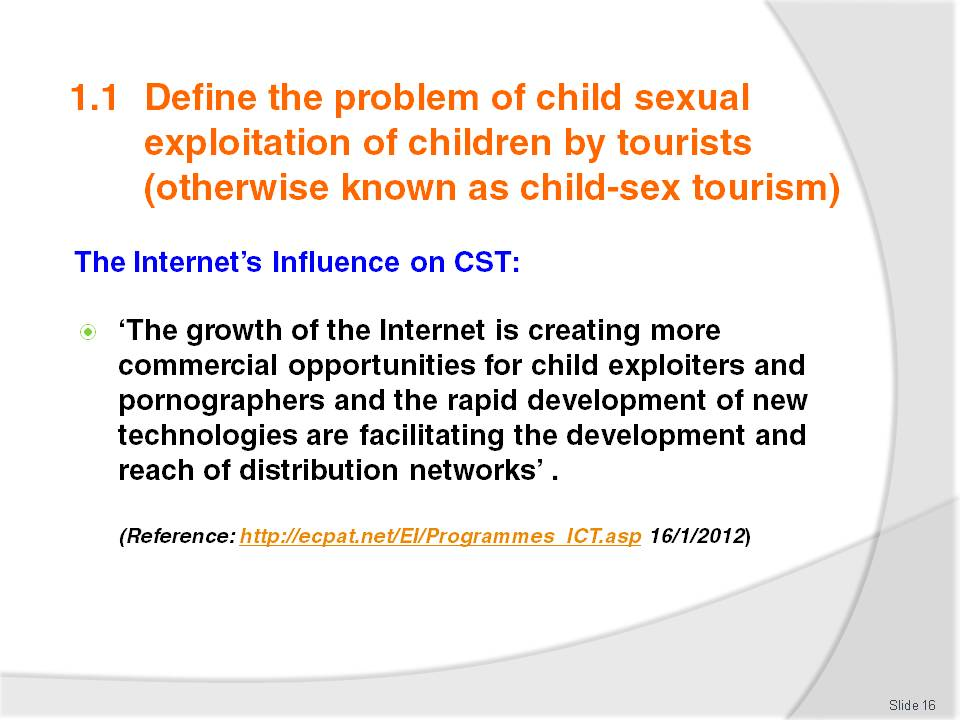 1.1 Define the problem of child sexual
exploitation of children by tourists
(otherwise known as child-sex tourism)
The Internet’s Influence on CST:
‘The growth of the Internet is creating more
commercial opportunities for child exploiters and
pornographers and the rapid development of new
technologies are facilitating the development and
reach of distribution networks’ .
(Reference: http://ecpat.net/EI/Programmes_ICT.asp 16/1/2012)
Slide 16